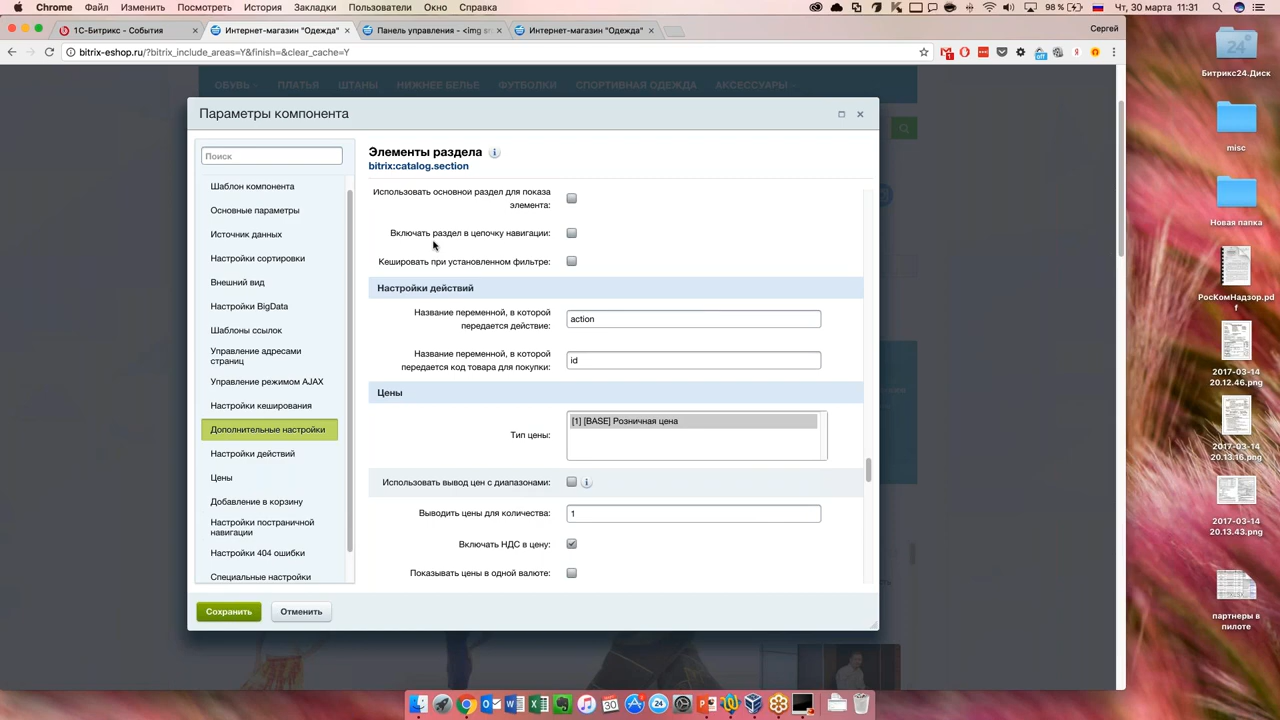 Chrome Файл Изменить Просмотреть История Закладки Пользователи Окно Справка
98 % Чт, 30 марта 11:31
1С-Битрикс - События
Интернет-магазин "Одежда"
Панель управления - <img s
Интернет-магазин "Одежда"
Сергей
bitrix-eshop.ru/?bitrix_include_areas=Y&finish=&clear_cache=Y
ОБУВЬ ПЛАТЬЯ ШТАНЫ НИЖНЕЕ БЕЛЬЕ ФУТБОЛКИ СПОРТИВНАЯ ОДЕЖДА АКСЕССУАРЫ
Параметры компонента
Поиск
Шаблон компонента
Основные параметры
Источник данных
Настройки сортировки
Внешний вид
Настройки BigData
Шаблоны ссылок
Управление адресами
страниц
Управление режимом AJAX
Настройки кеширования
Дополнительные настройки
Настройки действий
Цены
Добавление в корзину
Настройки постраничной
навигации
Настройки 404 ошибки
Специальные настройки
Элементы раздела
bitrix:catalog.section
Использовать основной раздел для показа
элемента:
Включать раздел в цепочку навигации:
Кешировать при установленном фильтре:
Настройки действий
Название переменной, в которой
передается действие:
action
Название переменной, в которой
передается код товара для покупки:
id
Цены
Тип цены:
[1] [BASE] Розничная цена
Использовать вывод цен с диапазонами:
Выводить цены для количества:
1
Включать НДС в цену:
Показывать цены в одной валюте:
Сохранить
Отменить
24
Битрикс24.Диск
misc
Новая папка
РосКомНадзор.pd
f
2017-03-14
20.12.46.png
2017-03-14
20.13.16.png
2017-03-14
20.13.43.png
партнеры в
пилоте